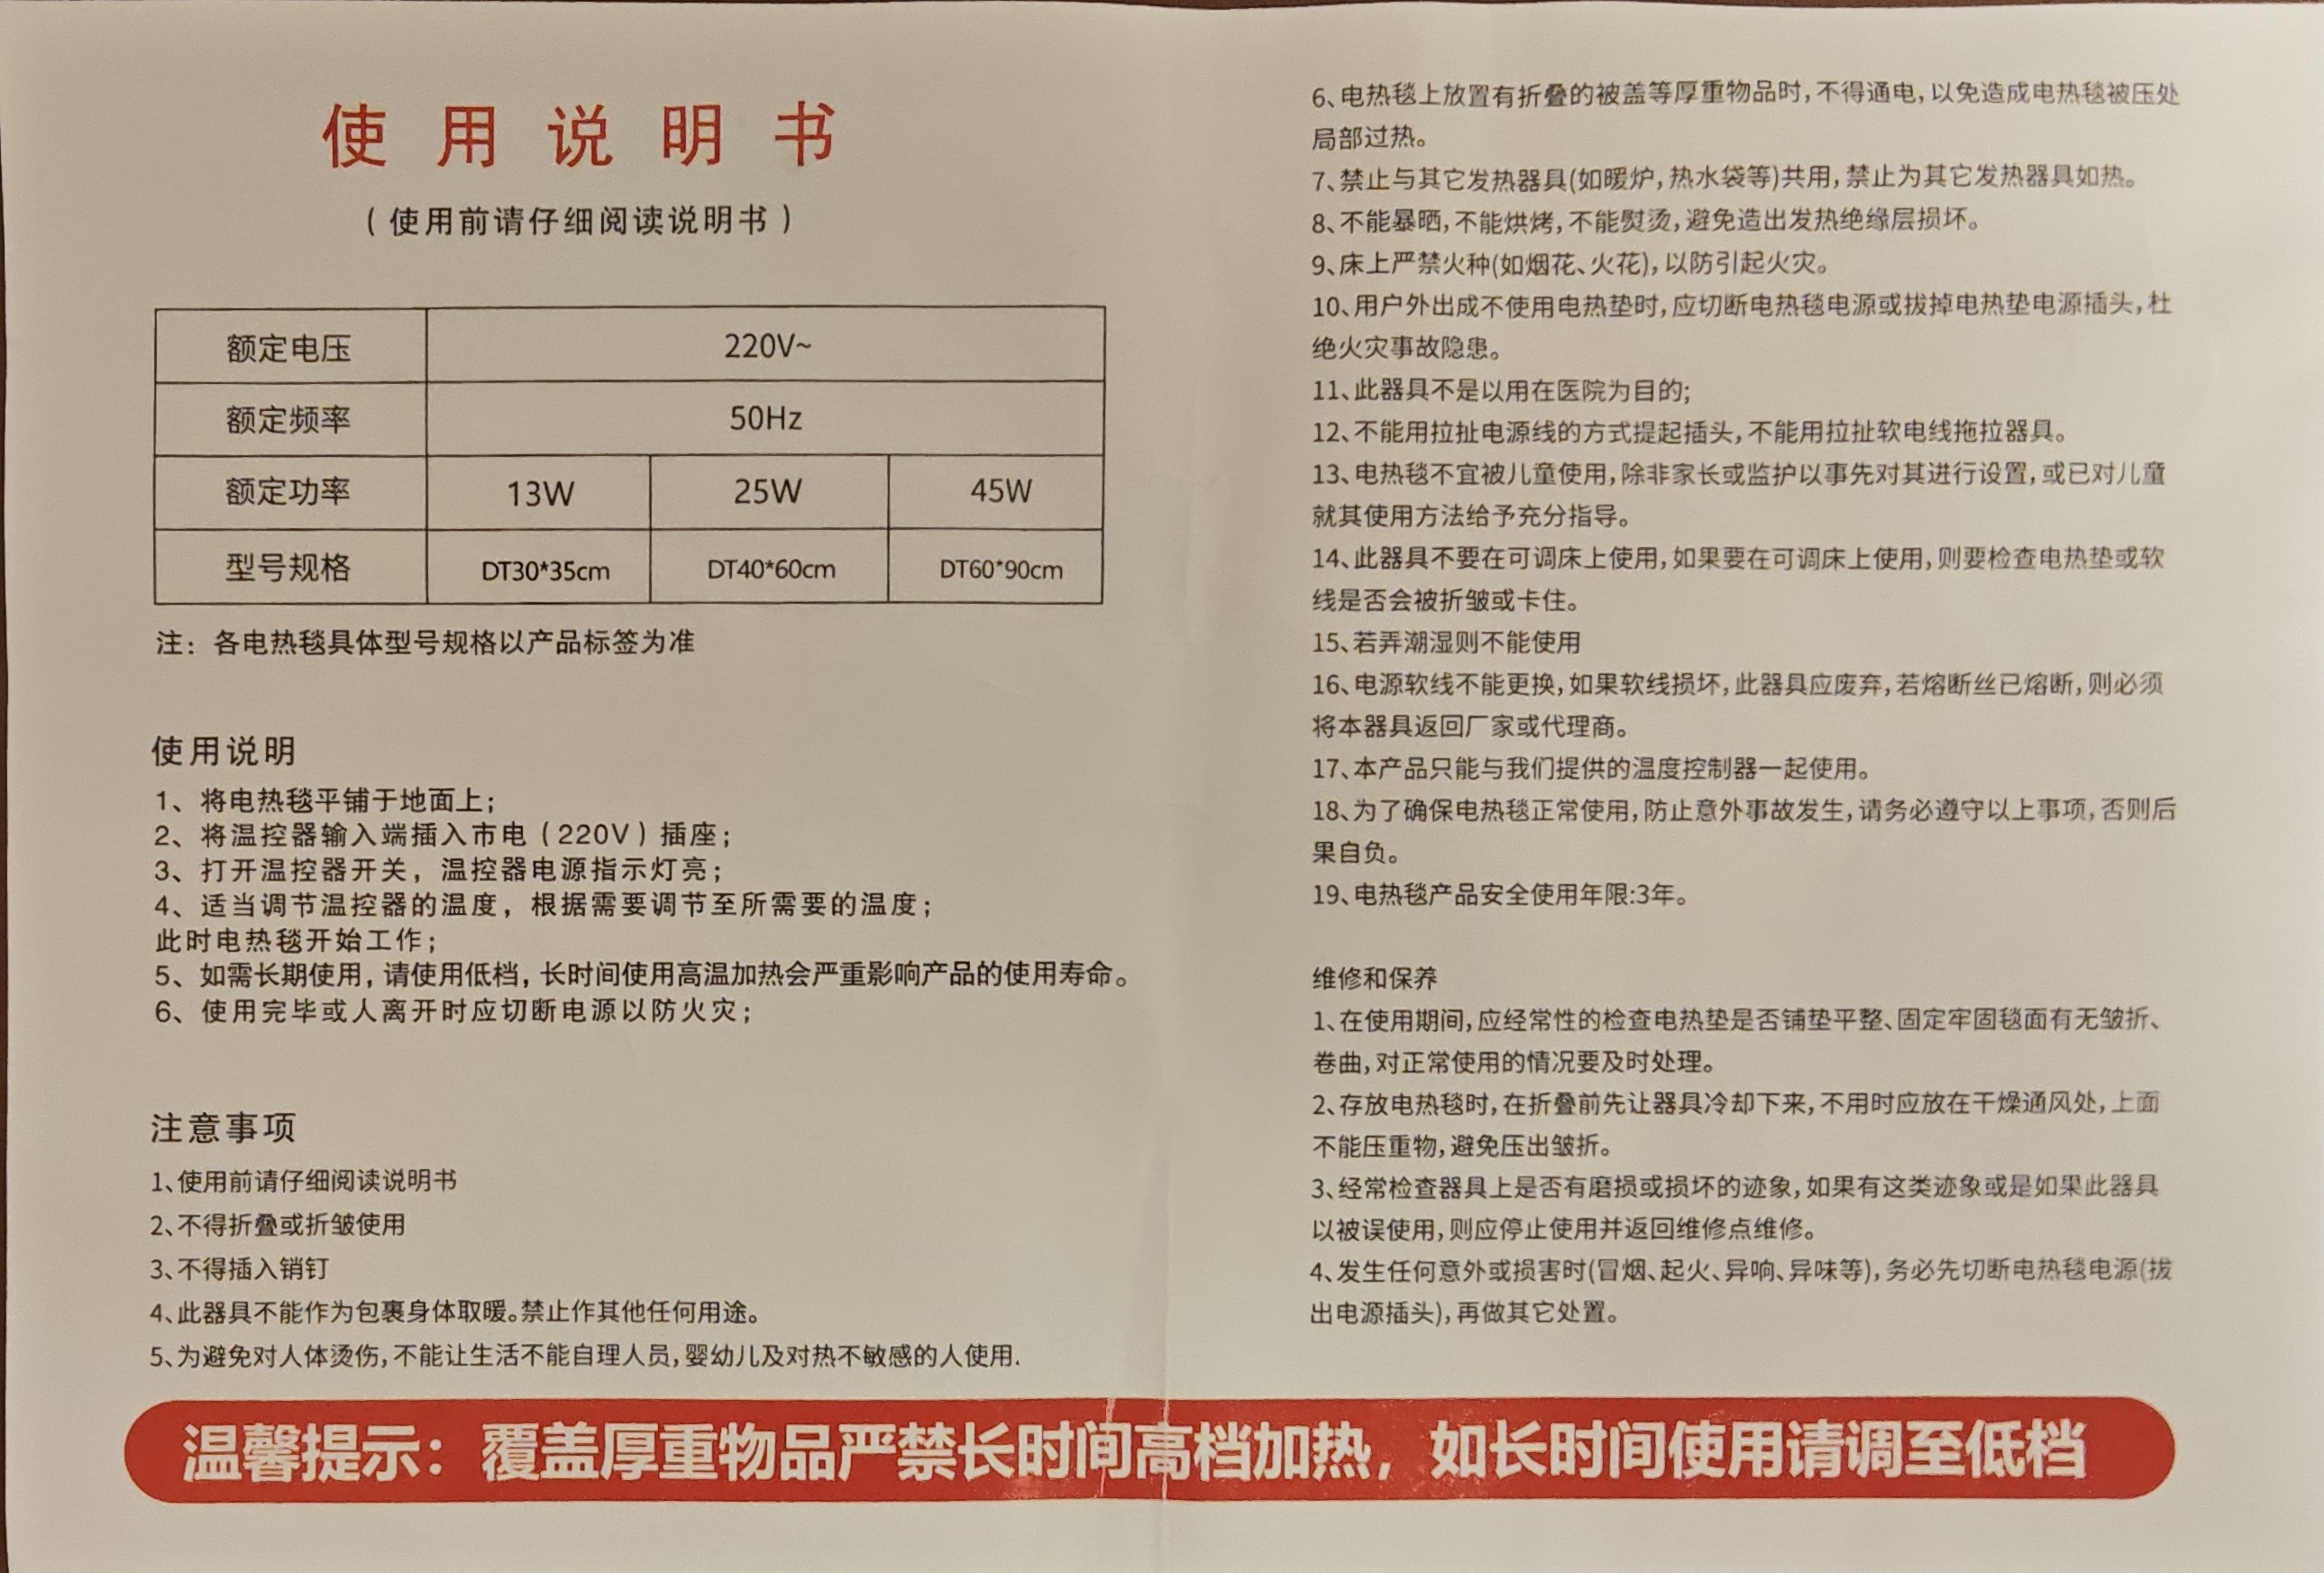 使用说明书
（使用前请仔细阅读说明书）
额定电压 220V~
额定频率 50Hz
额定功率 13W 25W 45W
型号规格 DT30*35cm DT40*60cm DT60*90cm
注：各电热毯具体型号规格以产品标签为准
使用说明
1、将电热毯平铺于地面上；
2、将温控器输入端插入市电（220V）插座；
3、打开温控器开关，温控器电源指示灯亮；
4、适当调节温控器的温度，根据需要调节至所需要的温度；
此时电热毯开始工作；
5、如需长期使用，请使用低档，长时间使用高温加热会严重影响产品的使用寿命。
6、使用完毕或人离开时应切断电源以防火灾；
注意事项
1、使用前请仔细阅读说明书
2、不得折叠或折皱使用
3、不得插入销钉
4、此器具不能作为包裹身体取暖。禁止作其他任何用途。
5、为避免对人体烫伤，不能让生活不能自理人员，婴幼儿及对热不敏感的人使用.
6、电热毯上放置有折叠的被盖等厚重物品时，不得通电，以免造成电热毯被压处
局部过热。
7、禁止与其它发热器具(如暖炉，热水袋等)共用，禁止为其它发热器具如热。
8、不能暴晒，不能烘烤，不能熨烫，避免造出发热绝缘层损坏。
9、床上严禁火种(如烟花、火花)，以防引起火灾。
10、用户外出成不使用电热垫时，应切断电热毯电源或拔掉电热垫电源插头，杜
绝火灾事故隐患。
11、此器具不是以用在医院为目的;
12、不能用拉扯电源线的方式提起插头，不能用拉扯软电线拖拉器具。
13、电热毯不宜被儿童使用，除非家长或监护以事先对其进行设置，或已对儿童
就其使用方法给予充分指导。
14、此器具不要在可调床上使用，如果要在可调床上使用，则要检查电热垫或软
线是否会被折皱或卡住。
15、若弄潮湿则不能使用
16、电源软线不能更换，如果软线损坏，此器具应废弃，若熔断丝已熔断，则必须
将本器具返回厂家或代理商。
17、本产品只能与我们提供的温度控制器一起使用。
18、为了确保电热毯正常使用，防止意外事故发生，请务必遵守以上事项，否则后
果自负。
19、电热毯产品安全使用年限:3年。
维修和保养
1、在使用期间，应经常性的检查电热垫是否铺垫平整、固定牢固毯面有无皱折、
卷曲，对正常使用的情况要及时处理。
2、存放电热毯时，在折叠前先让器具冷却下来，不用时应放在干燥通风处，上面
不能压重物，避免压出皱折。
3、经常检查器具上是否有磨损或损坏的迹象，如果有这类迹象或是如果此器具
以被误使用，则应停止使用并返回维修点维修。
4、发生任何意外或损害时(冒烟、起火、异响、异味等)，务必先切断电热毯电源(拔
出电源插头)，再做其它处置。
温馨提示：覆盖厚重物品严禁长时间高档加热，如长时间使用请调至低档